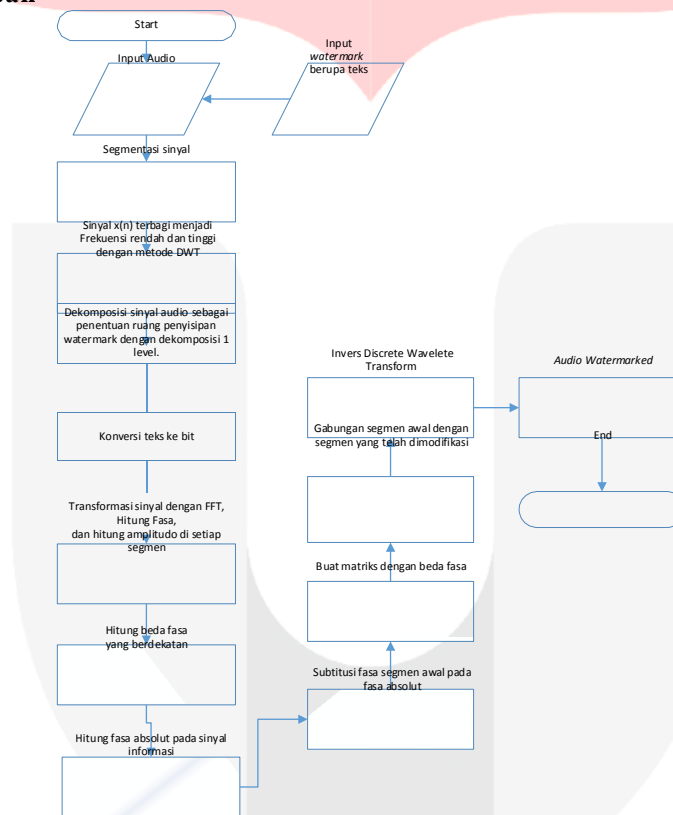 Start
Input Audio
Input
watermark
berupa teks
Segmentasi sinyal
Sinyal x(n) terbagi menjadi
Frekuensi rendah dan tinggi
dengan metode DWT
Dekomposisi sinyal audio sebagai
penentuan ruang penyisipan
watermark dengan dekomposisi 1
level.
Konversi teks ke bit
Transformasi sinyal dengan FFT,
Hitung Fasa,
dan hitung amplitudo di setiap
segmen
Hitung beda fasa
yang berdekatan
Hitung fasa absolut pada sinyal
informasi
Subtitusi fasa segmen awal pada
fasa absolut
Buat matriks dengan beda fasa
Gabungan segmen awal dengan
segmen yang telah dimodifikasi
Invers Discrete Wavelete
Transform
Audio Watermarked
End